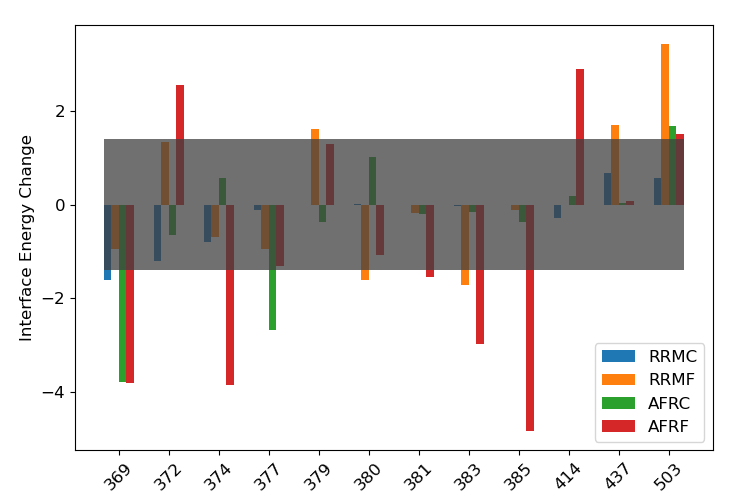 Interface Energy Change
2
0
−2
−4
369 372 374 377 379 380 381 383 385 414 437 503
RRMC
RRMF
AFRC
AFRF